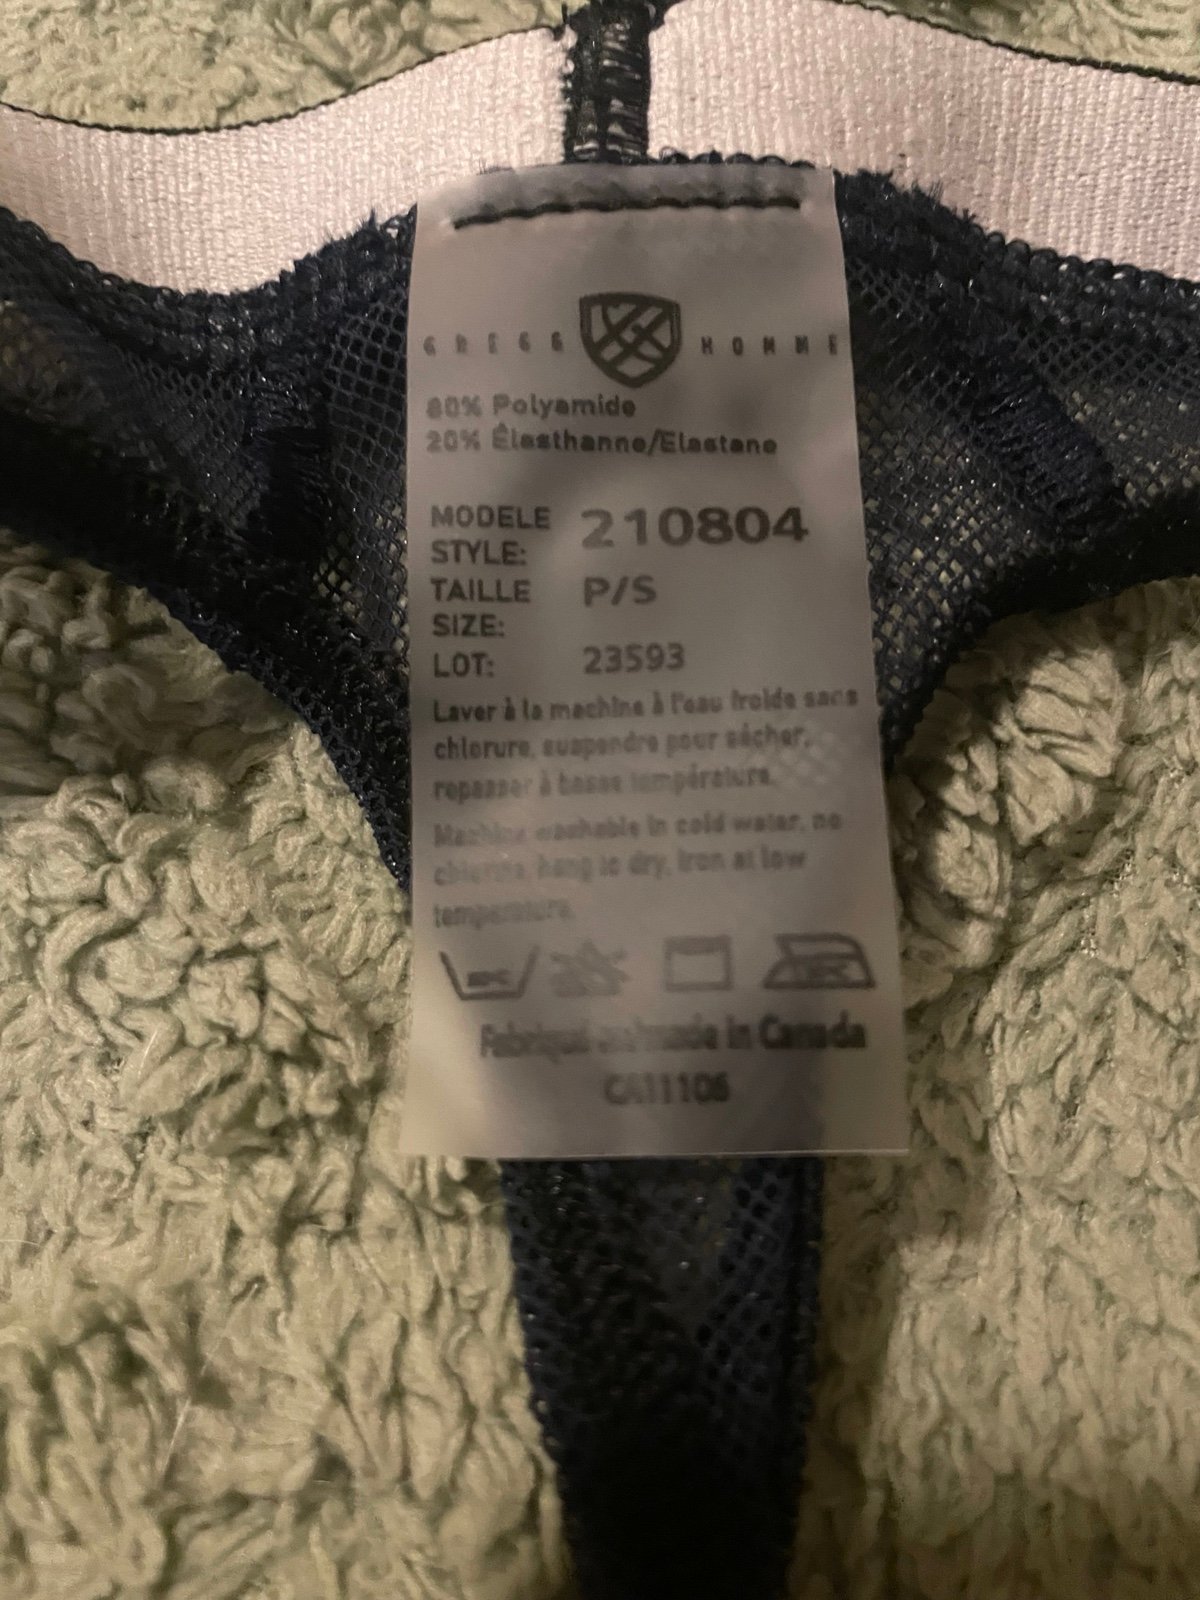 GREGG HOMME
80% Polyamide
20% Élasthanne/Elastane
MODELE
STYLE: 210804
TAILLE
SIZE: P/S
LOT: 23593
Laver à la machine à l'eau froide sans
chlorure, suspendre pour sécher,
repasser à basse température.
Machine washable in cold water, no
chlorine, hang to dry, iron at low
temperature.
Fabriqué au/made in Canada
CA11106